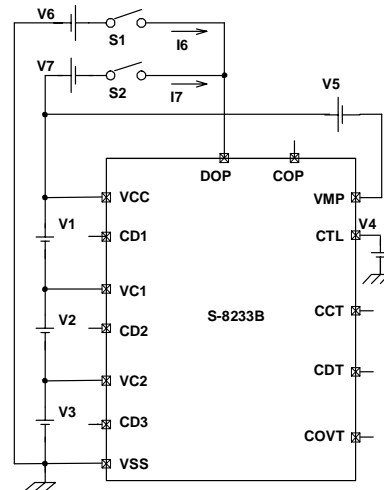 V6
S1
I6
V7
S2
I7
V5
DOP
COP
VCC
VMP
V1
CD1
CTL
V4
VC1
S-8233B
CCT
V2
CD2
VC2
CDT
V3
CD3
COVT
VSS